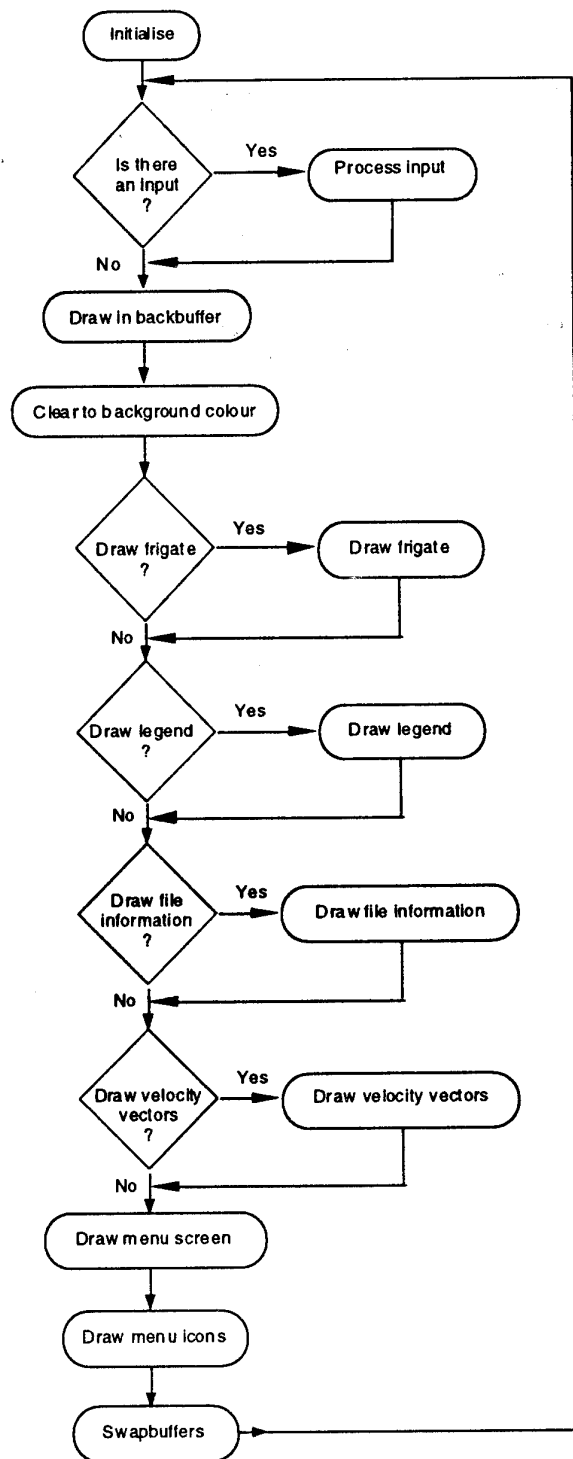 Initialise
Is there
an input
?
Yes
Process input
No
Draw in backbuffer
Clear to background colour
Draw frigate
?
Yes
Draw frigate
No
Draw legend
?
Yes
Draw legend
No
Draw file
information
?
Yes
Draw file information
No
Draw velocity
vectors
?
Yes
Draw velocity vectors
No
Draw menu screen
Draw menu icons
Swapbuffers